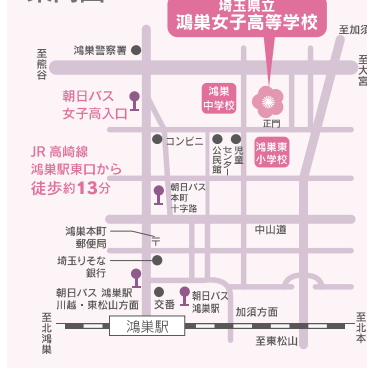 案内図
埼玉県立
鴻巣女子高等学校
至加須
鴻巣警察署
至熊谷
至大宮
朝日バス
女子高入口
鴻巣
中学校
正門
コンビニ
公民館
児童
センター
鴻巣東
小学校
JR 高崎線
鴻巣駅東口から
徒歩約13分
朝日バス
本町
十字路
鴻巣本町
郵便局
〒
中山道
埼玉りそな
銀行
朝日バス 鴻巣駅
川越・東松山方面
交番
朝日バス
鴻巣駅
加須方面
至北鴻巣
鴻巣駅
至東松山
至北本